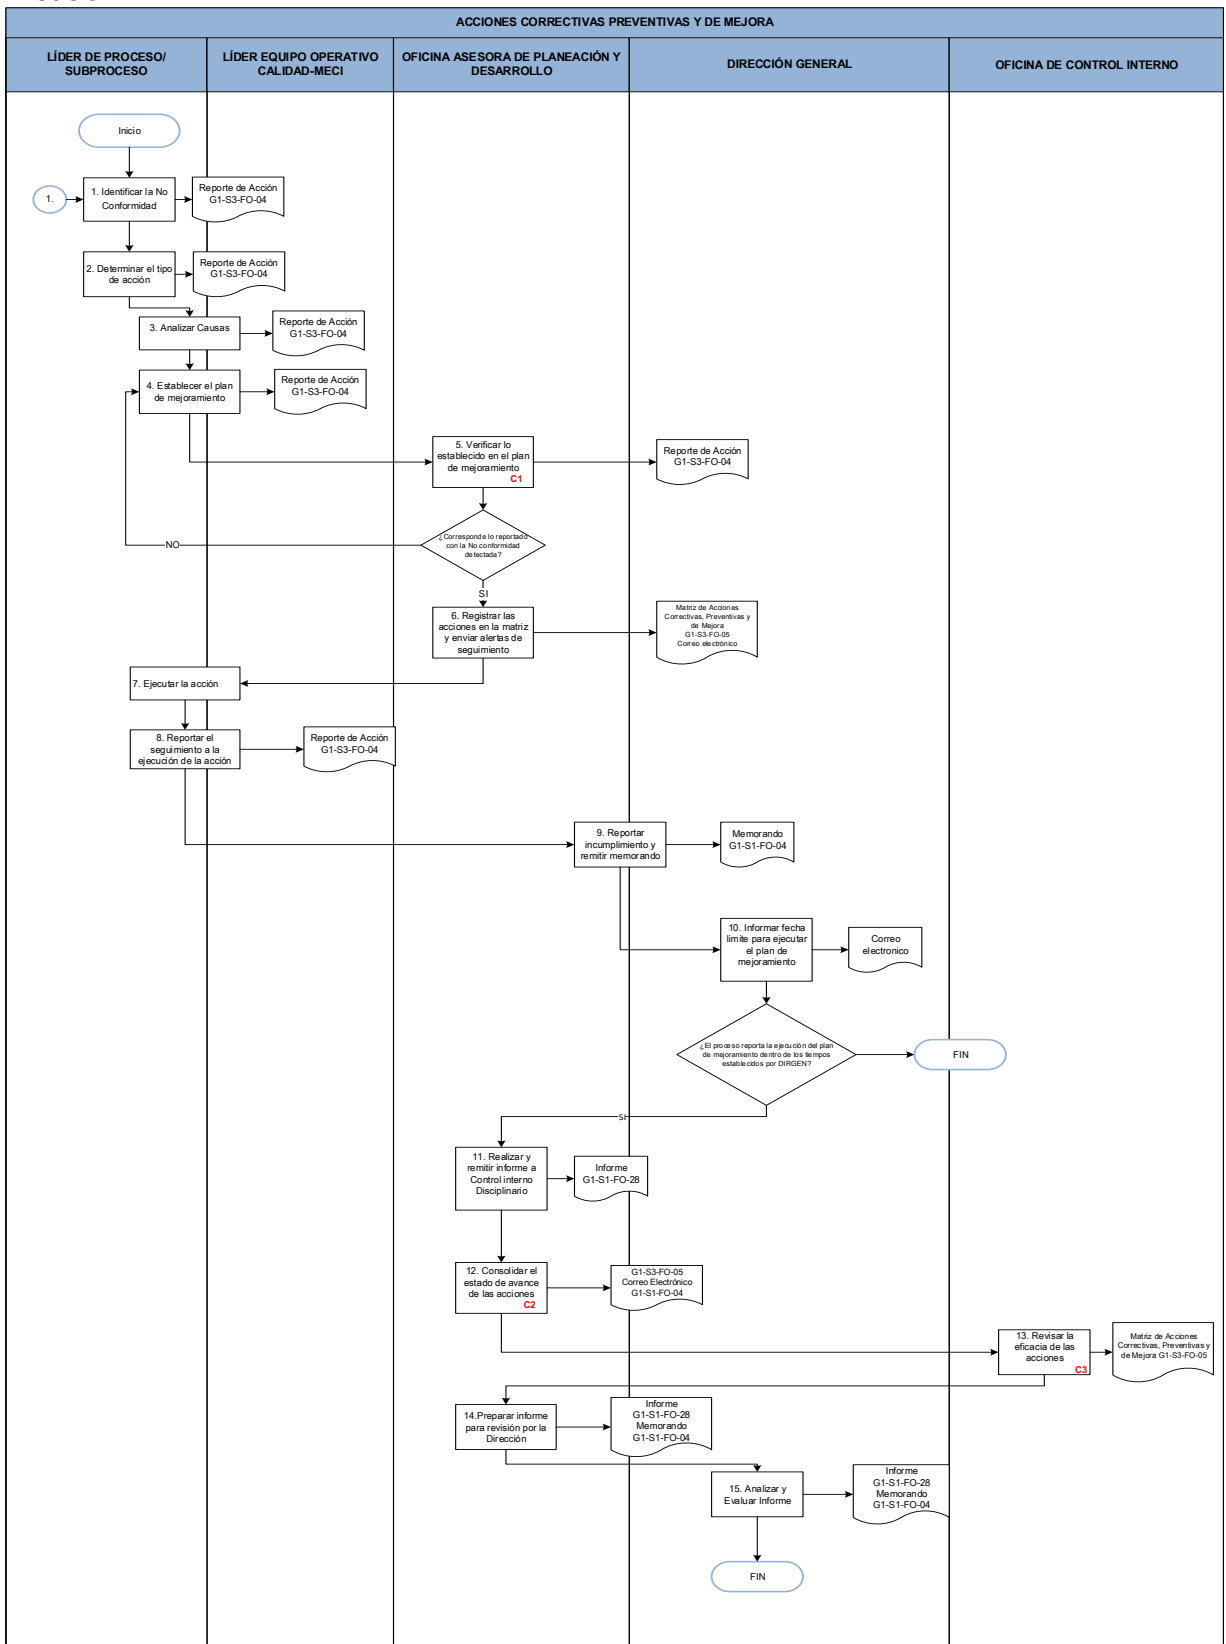 ACCIONES CORRECTIVAS PREVENTIVAS Y DE MEJORA
LÍDER DE PROCESO/
SUBPROCESO
LÍDER EQUIPO OPERATIVO
CALIDAD-MECI
OFICINA ASESORA DE PLANEACIÓN Y
DESARROLLO
DIRECCIÓN GENERAL
OFICINA DE CONTROL INTERNO
Inicio
1.
1. Identificar la No
Conformidad
Reporte de Acción
G1-S3-FO-04
2. Determinar el tipo
de acción
Reporte de Acción
G1-S3-FO-04
3. Analizar Causas
Reporte de Acción
G1-S3-FO-04
4. Establecer el plan
de mejoramiento
Reporte de Acción
G1-S3-FO-04
5. Verificar lo
establecido en el plan
de mejoramiento
C1
Reporte de Acción
G1-S3-FO-04
¿Corresponde lo reportado
con la No conformidad
detectada?
NO
SI
6. Registrar las
acciones en la matriz
y enviar alertas de
seguimiento
Matriz de Acciones
Correctivas, Preventivas y
de Mejora
G1-S3-FO-05
Correo electrónico
7. Ejecutar la acción
8. Reportar el
seguimiento a la
ejecución de la acción
Reporte de Acción
G1-S3-FO-04
9. Reportar
incumplimiento y
remitir memorando
Memorando
G1-S1-FO-04
10. Informar fecha
limite para ejecutar
el plan de
mejoramiento
Correo
electronico
¿El proceso reporta la ejecución del plan
de mejoramiento dentro de los tiempos
establecidos por DIRGEN?
FIN
SI
11. Realizar y
remitir informe a
Control interno
Disciplinario
Informe
G1-S1-FO-28
12. Consolidar el
estado de avance
de las acciones
C2
G1-S3-FO-05
Correo Electrónico
G1-S1-FO-04
13. Revisar la
eficacia de las
acciones
C3
Matriz de Acciones
Correctivas, Preventivas y
de Mejora G1-S3-FO-05
14.Preparar informe
para revisión por la
Dirección
Informe
G1-S1-FO-28
Memorando
G1-S1-FO-04
15. Analizar y
Evaluar Informe
Informe
G1-S1-FO-28
Memorando
G1-S1-FO-04
FIN